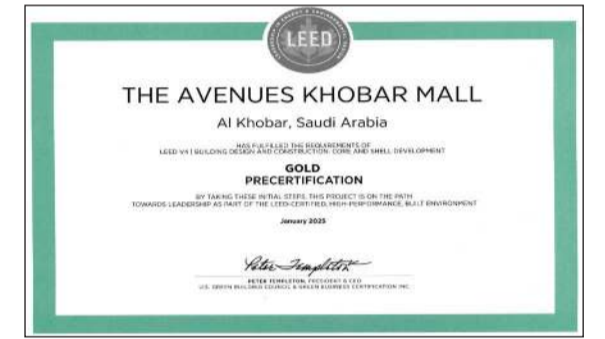 LEED
THE AVENUES KHOBAR MALL
Al Khobar, Saudi Arabia
HAS FULFILLED THE REQUIREMENTS OF
LEED V4 | BUILDING DESIGN AND CONSTRUCTION: CORE AND SHELL DEVELOPMENT
GOLD
PRECERTIFICATION
BY TAKING THESE INITIAL STEPS, THIS PROJECT IS ON THE PATH
TOWARDS LEADERSHIP AS PART OF THE LEED-CERTIFIED, HIGH-PERFORMANCE, BUILT ENVIRONMENT
January 2025
Peter Templeton
PETER TEMPLETON, PRESIDENT & CEO
U.S. GREEN BUILDING COUNCIL & GREEN BUSINESS CERTIFICATION INC.